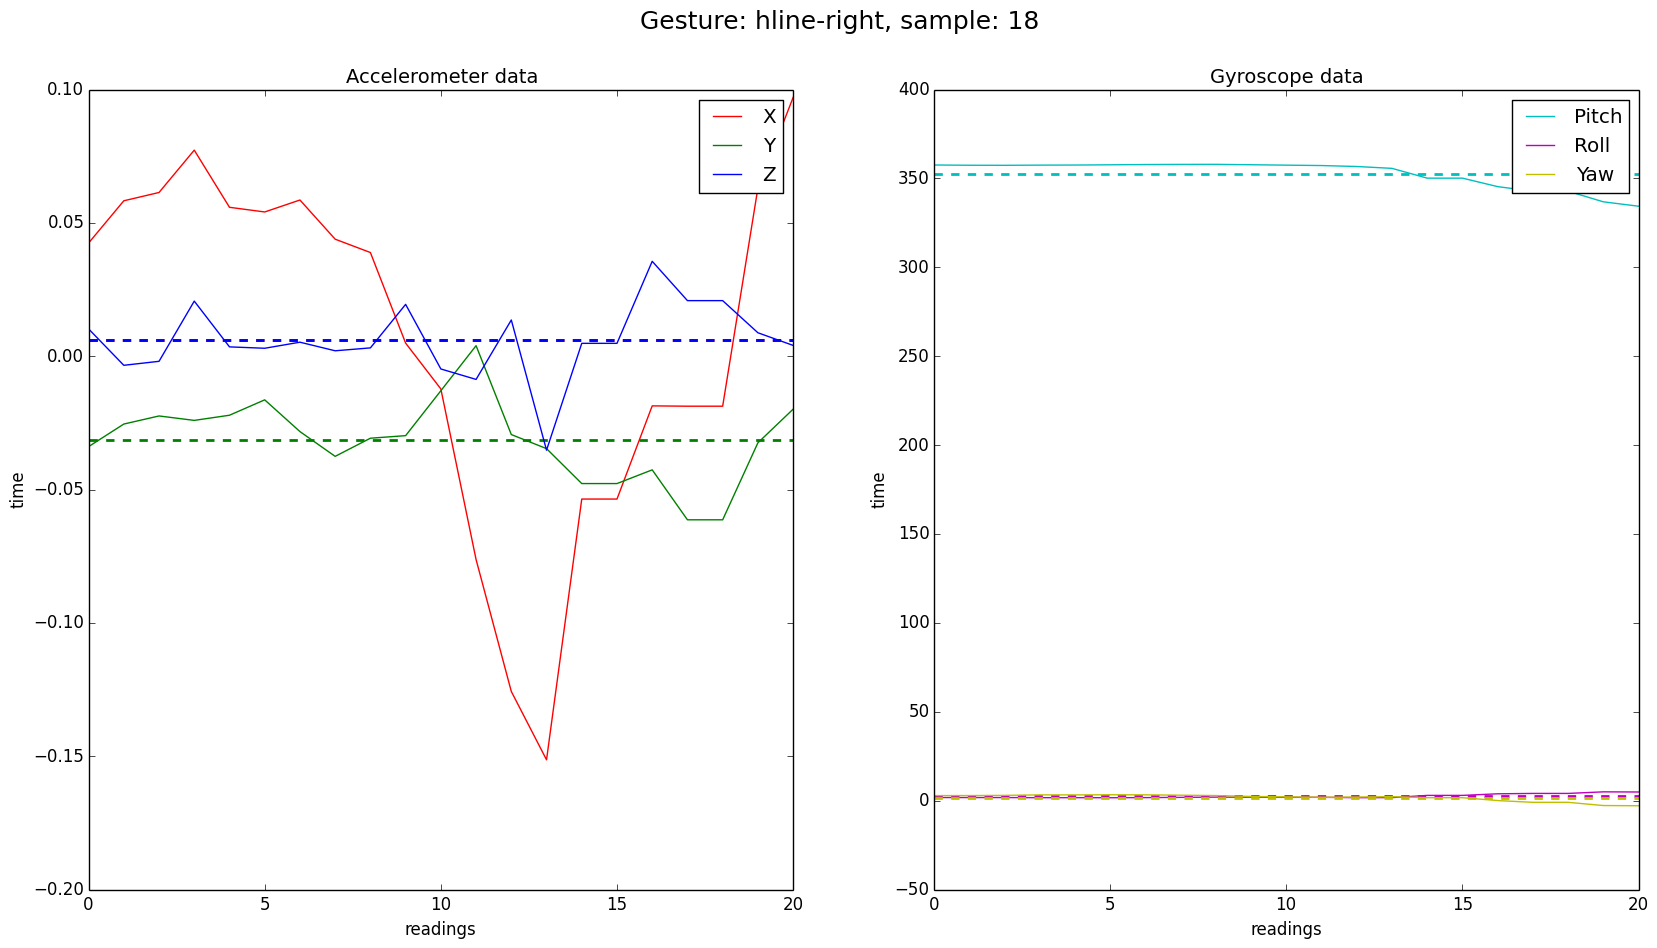 Gesture: hline-right, sample: 18
Accelerometer data
0.10
0.05
0.00
−0.05
−0.10
−0.15
−0.20
time
0 5 10 15 20
readings
X
Y
Z
Gyroscope data
400
350
300
250
200
150
100
50
0
−50
time
0 5 10 15 20
readings
Pitch
Roll
Yaw